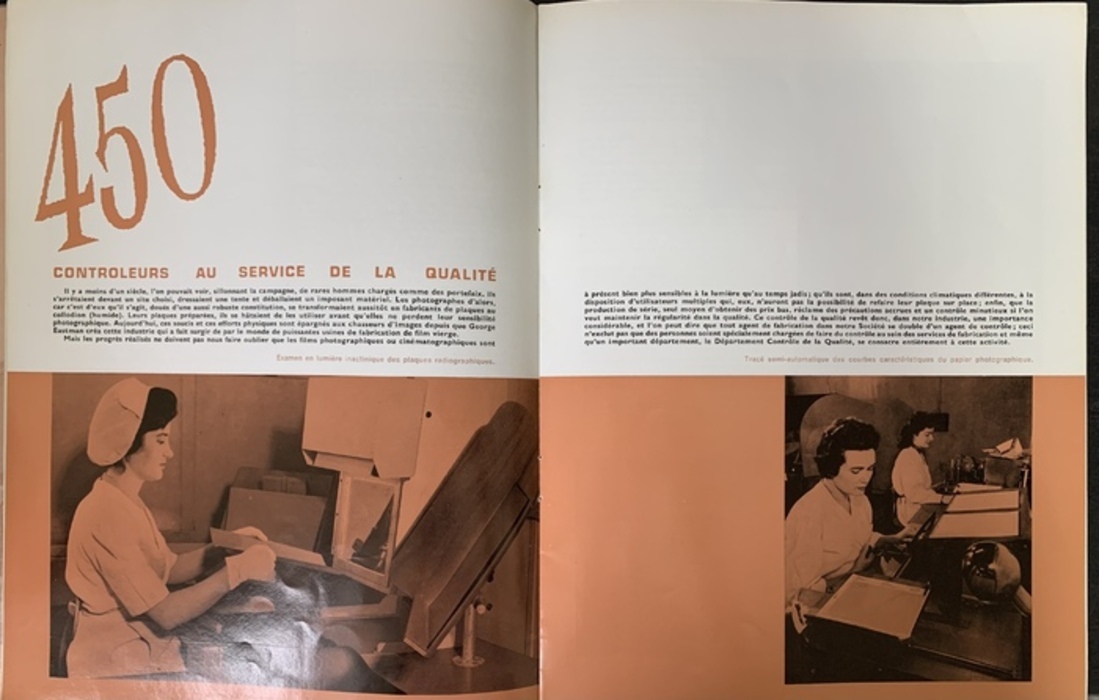 450
CONTROLEURS AU SERVICE DE LA QUALITÉ
Il y a moins d'un siècle, l'on pouvait voir, sillonnant la campagne, de rares hommes chargés comme des portefaix. Ils
s'arrêtaient devant un site choisi, dressaient une tente et déballaient un imposant matériel. Les photographes d'alors,
car c'est d'eux qu'il s'agit, doués d'une aussi robuste constitution, se transformaient aussitôt en fabricants de plaques au
collodion (humide). Leurs plaques préparées, ils se hâtaient de les utiliser avant qu'elles ne perdent leur sensibilité
photographique. Aujourd'hui, ces soucis et ces efforts physiques sont épargnés aux chasseurs d'images depuis que George
Eastman créa cette industrie qui a fait surgir de par le monde de puissantes usines de fabrication de film vierge.
Mais les progrès réalisés ne doivent pas nous faire oublier que les films photographiques ou cinématographiques sont
Examen en lumière inactinique des plaques radiographiques.
à présent bien plus sensibles à la lumière qu'au temps jadis ; qu'ils sont, dans des conditions climatiques différentes, à la
disposition d'utilisateurs multiples qui, eux, n'auront pas la possibilité de refaire leur plaque sur place ; enfin, que la
production de série, seul moyen d'obtenir des prix bas, réclame des précautions accrues et un contrôle minutieux si l'on
veut maintenir la régularité dans la qualité. Ce contrôle de la qualité revêt donc, dans notre Industrie, une importance
considérable, et l'on peut dire que tout agent de fabrication dans notre Société se double d'un agent de contrôle ; ceci
n'exclut pas que des personnes soient spécialement chargées de faire du contrôle au sein des services de fabrication et même
qu'un important département, le Département Contrôle de la Qualité, se consacre entièrement à cette activité.
Tracé semi-automatique des courbes caractéristiques du papier photographique.